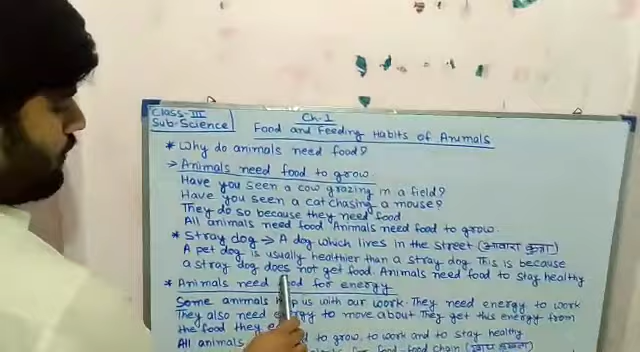 Class-III
Sub-Science
Ch.1
Food and Feeding Habits of Animals
* Why do animals need food?
→ Animals need food to grow.
Have you seen a cow grazing in a field?
Have you seen a cat chasing a mouse?
They do so because they need food
All animals need food Animals need food to grow.
* Stray dog → A dog which lives in the street (आवारा कुत्ता)
A pet dog is usually healthier than a stray dog This is because
a stray dog does not get food. Animals need food to stay healthy
* Animals need food for energy
Some animals help us with our work. They need energy to work
They also need energy to move about They get this energy from
the food they
All animals to grow, to work and to stay healthy
for food-food chain